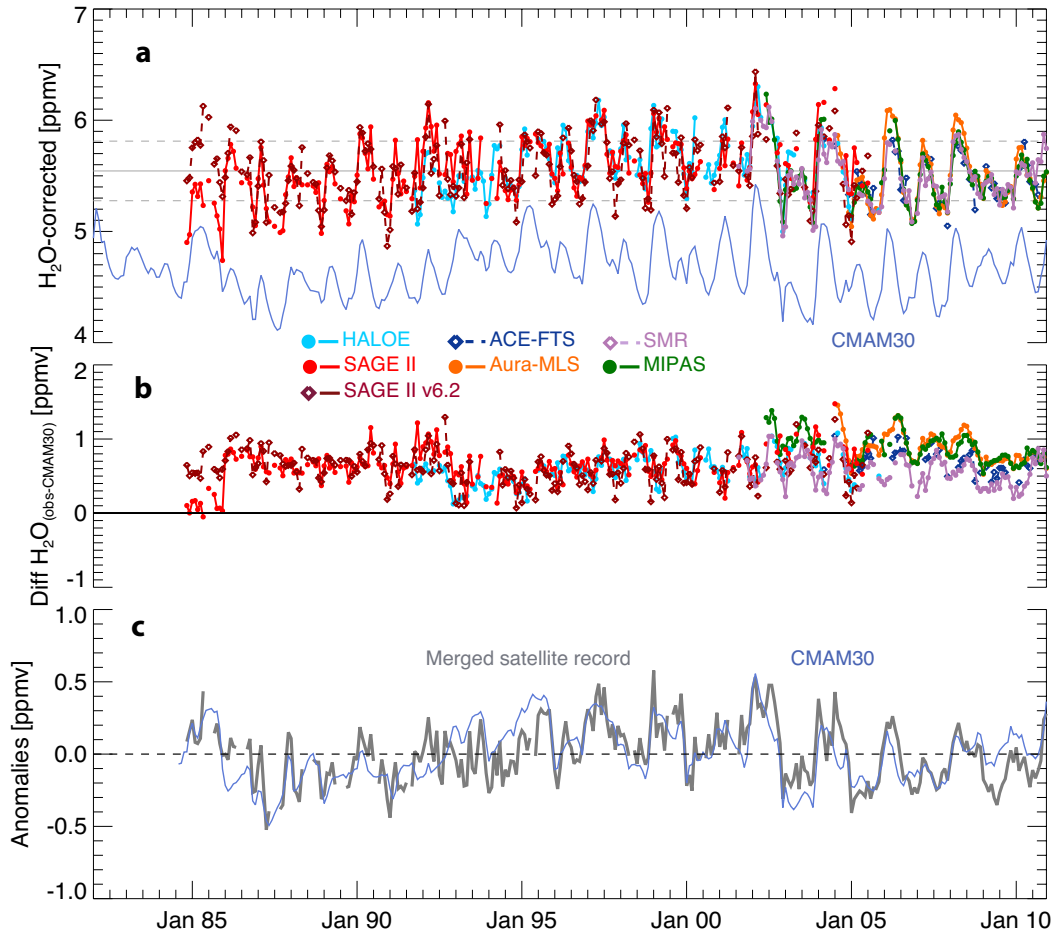 a
H2O-corrected [ppmv]
7
6
5
4
CMAM30
HALOE
ACE-FTS
SMR
SAGE II
Aura-MLS
MIPAS
SAGE II v6.2
b
Diff H2O(obs-CMAM30) [ppmv]
2
1
0
-1
c
Anomalies [ppmv]
1.0
0.5
0.0
-0.5
-1.0
Merged satellite record
CMAM30
Jan 85
Jan 90
Jan 95
Jan 00
Jan 05
Jan 10